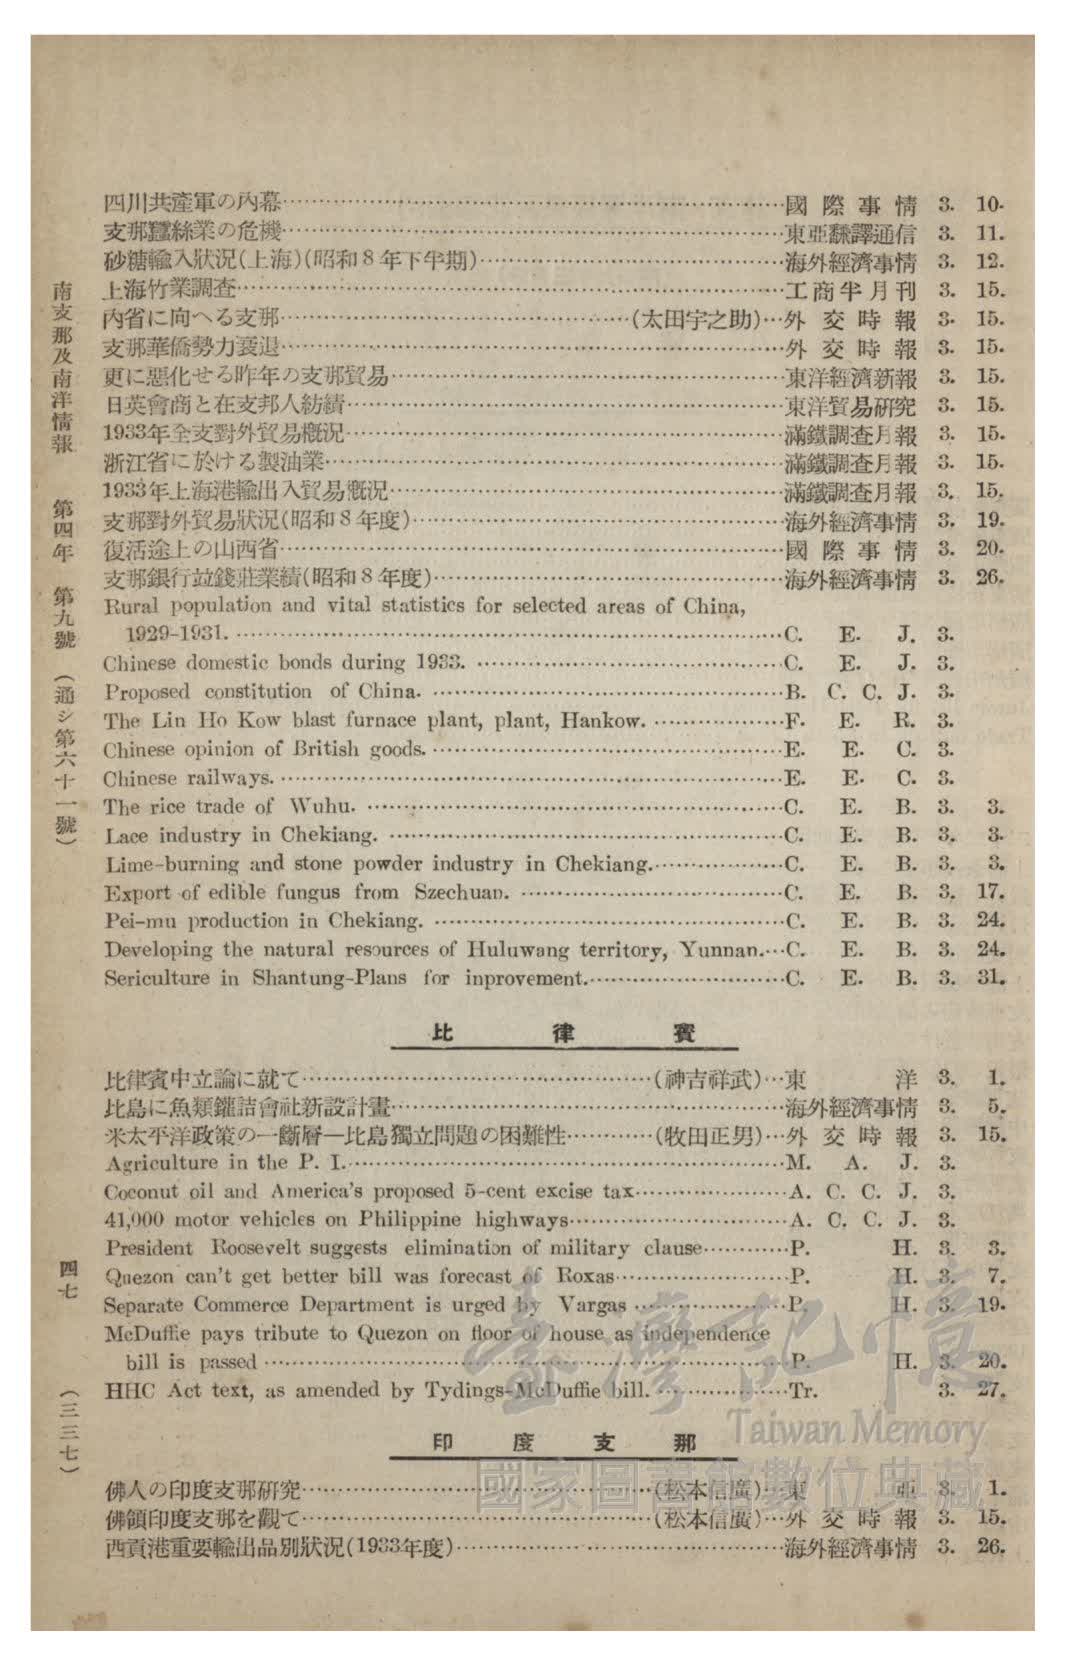 四川共產軍の內幕……國際事情 3. 10.
支那蠶絲業の危機……東亞飜譯通信 3. 11.
砂糖輸入狀況(上海)(昭和8年下半期)……海外經濟事情 3. 12.
上海竹業調査……工商半月刊 3. 15.
內省に向へる支那……(太田宇之助)…外交時報 3. 15.
支那華僑勢力衰退……外交時報 3. 15.
更に惡化せる昨年の支那貿易……東洋經濟新報 3. 15.
日英會商と在支邦人紡績……東洋貿易硏究 3. 15.
1933年全支對外貿易槪況……滿鐵調査月報 3. 15.
浙江省に於ける製油業……滿鐵調査月報 3. 15.
1933年上海港輸出入貿易槪況……滿鐵調査月報 3. 15.
支那對外貿易狀況(昭和8年度)……海外經濟事情 3. 19.
復活途上の山西省……國際事情 3. 20.
支那銀行竝錢莊業績(昭和8年度)……海外經濟事情 3. 26.
Rural population and vital statistics for selected areas of China,
1929-1931. ……C. E. J. 3.
Chinese domestic bonds during 1933. ……C. E. J. 3.
Proposed constitution of China. ……B. C. C. J. 3.
The Lin Ho Kow blast furnace plant, plant, Hankow. ……F. E. R. 3.
Chinese opinion of British goods. ……E. E. C. 3.
Chinese railways. ……E. E. C. 3.
The rice trade of Wuhu. ……C. E. B. 3. 3.
Lace industry in Chekiang. ……C. E. B. 3. 3.
Lime-burning and stone powder industry in Chekiang. ……C. E. B. 3. 3.
Export of edible fungus from Szechuan. ……C. E. B. 3. 17.
Pei-mu production in Chekiang. ……C. E. B. 3. 24.
Developing the natural resources of Huluwang territory, Yunnan.…C. E. B. 3. 24.
Sericulture in Shantung-Plans for inprovement.……C. E. B. 3. 31.
比律賓
比律賓中立論に就て……(神吉祥武)…東洋 3. 1.
比島に魚類鑵詰會社新設計畫……海外經濟事情 3. 5.
米太平洋政策の一斷層—比島獨立問題の困難性……(牧田正男)…外交時報 3. 15.
Agriculture in the P. I.……M. A. J. 3.
Coconut oil and America's proposed 5-cent excise tax……A. C. C. J. 3.
41,000 motor vehicles on Philippine highways……A. C. C. J. 3.
President Roosevelt suggests elimination of military clause……P. H. 3. 3.
Quezon can't get better bill was forecast of Roxas……P. H. 3. 7.
Separate Commerce Department is urged by Vargas ……P. H. 3. 19.
McDuffie pays tribute to Quezon on floor of house as independence
bill is passed ……P. H. 3. 20.
HHC Act text, as amended by Tydings-McDuffie bill. ……Tr. 3. 27.
印度支那
佛人の印度支那硏究……(松本信廣)…東亞 3. 1.
佛領印度支那を觀て……(松本信廣)…外交時報 3. 15.
西貢港重要輸出品別狀況(1933年度)……海外經濟事情 3. 26.
南支那及南洋情報 第四年 第九號 (通シ第六十一號)
四七
(三三七)
臺灣記憶
Taiwan Memory
國家圖書館數位典藏